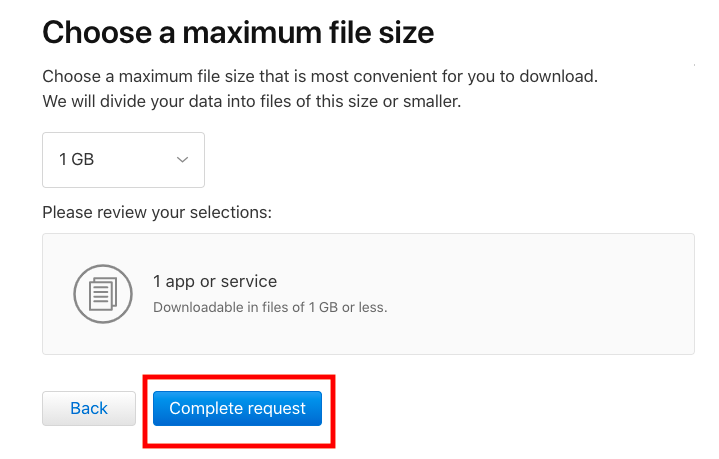 Choose a maximum file size
Choose a maximum file size that is most convenient for you to download.
We will divide your data into files of this size or smaller.
1 GB
Please review your selections:
1 app or service
Downloadable in files of 1 GB or less.
Back
Complete request